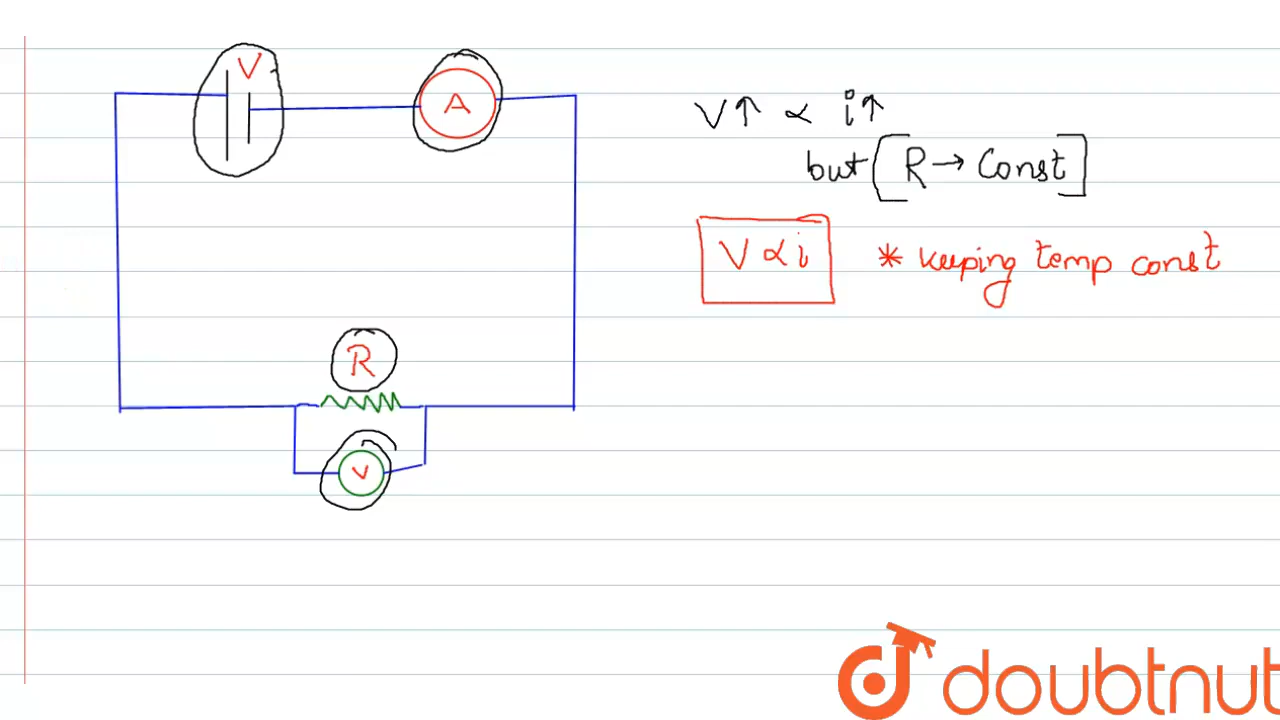 V
A
V↑ ∝ i↑
but [R → Const]
V ∝ i * keeping temp const
R
V
doubtnut